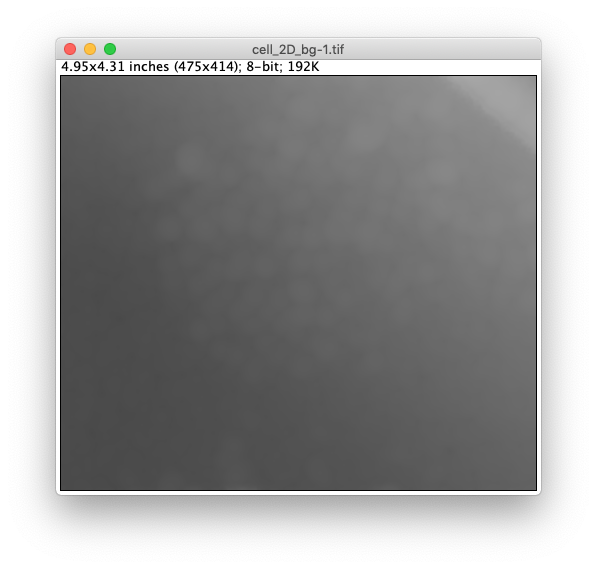 cell_2D_bg-1.tif
4.95x4.31 inches (475x414); 8-bit; 192K